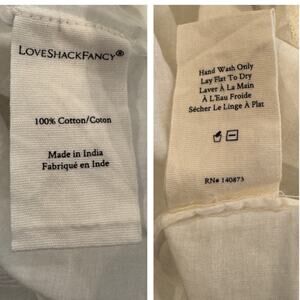 LoveShackFancy®
100% Cotton/Coton
Made in India
Fabriqué en Inde
Hand Wash Only
Lay Flat To Dry
Laver À La Main
À L'Eau Froide
Sécher Le Linge À Plat
RN# 140873